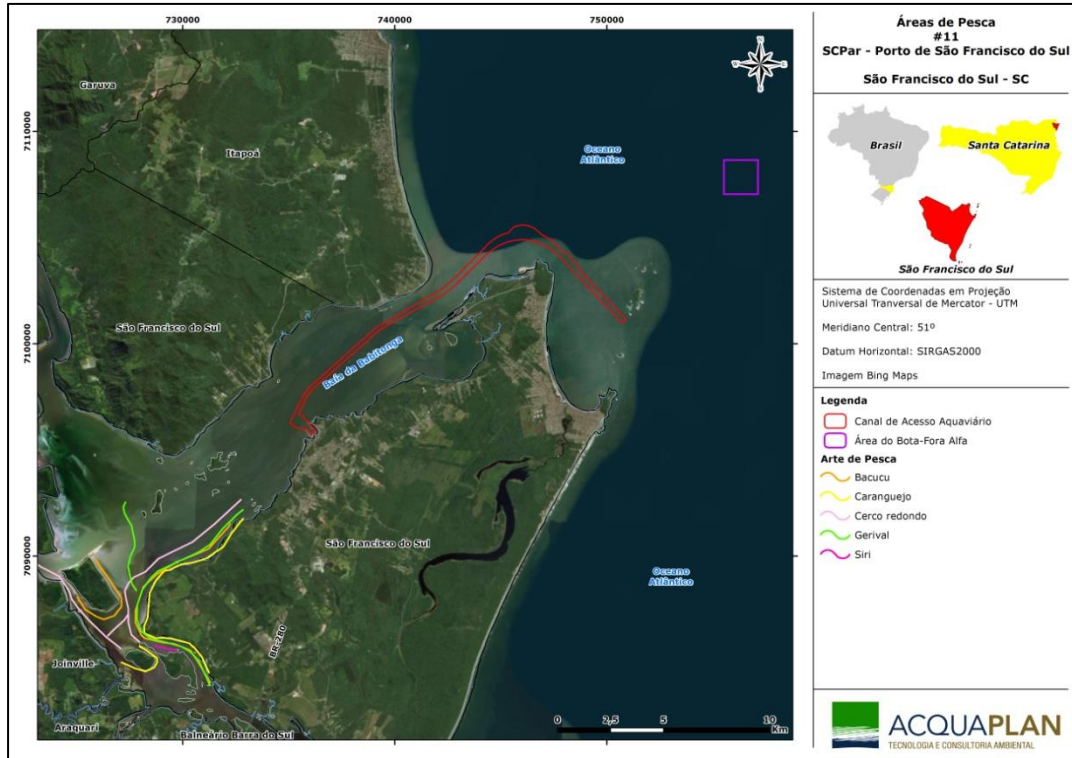 730000
740000
750000
7110000
7100000
7090000
Garuva
Itapoá
Oceano
Atlântico
São Francisco do Sul
Baía da Babitonga
São Francisco do Sul
Oceano
Atlântico
BR-280
Joinville
Araquari
Balneário Barra do Sul
0 2,5 5 10
Km
N
Áreas de Pesca
#11
SCPar - Porto de São Francisco do Sul
São Francisco do Sul - SC
Brasil
Santa Catarina
São Francisco do Sul
Sistema de Coordenadas em Projeção
Universal Tranversal de Mercator - UTM
Meridiano Central: 51º
Datum Horizontal: SIRGAS2000
Imagem Bing Maps
Legenda
Canal de Acesso Aquaviário
Área do Bota-Fora Alfa
Arte de Pesca
Bacucu
Caranguejo
Cerco redondo
Gerival
Siri
ACQUAPLAN
TECNOLOGIA E CONSULTORIA AMBIENTAL